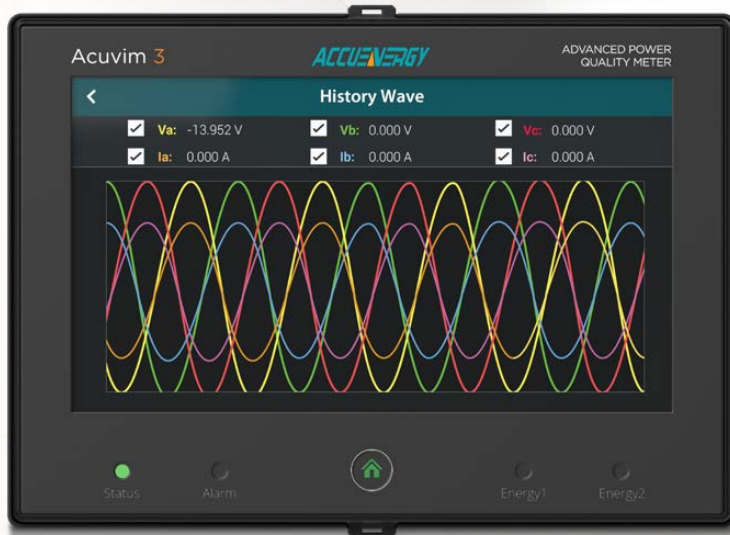 Acuvim 3
ACCUENERGY
ADVANCED POWER
QUALITY METER
History Wave
Va: -13.952 V
Vb: 0.000 V
Vc: 0.000 V
Ia: 0.000 A
Ib: 0.000 A
Ic: 0.000 A
Status
Alarm
Energy1
Energy2